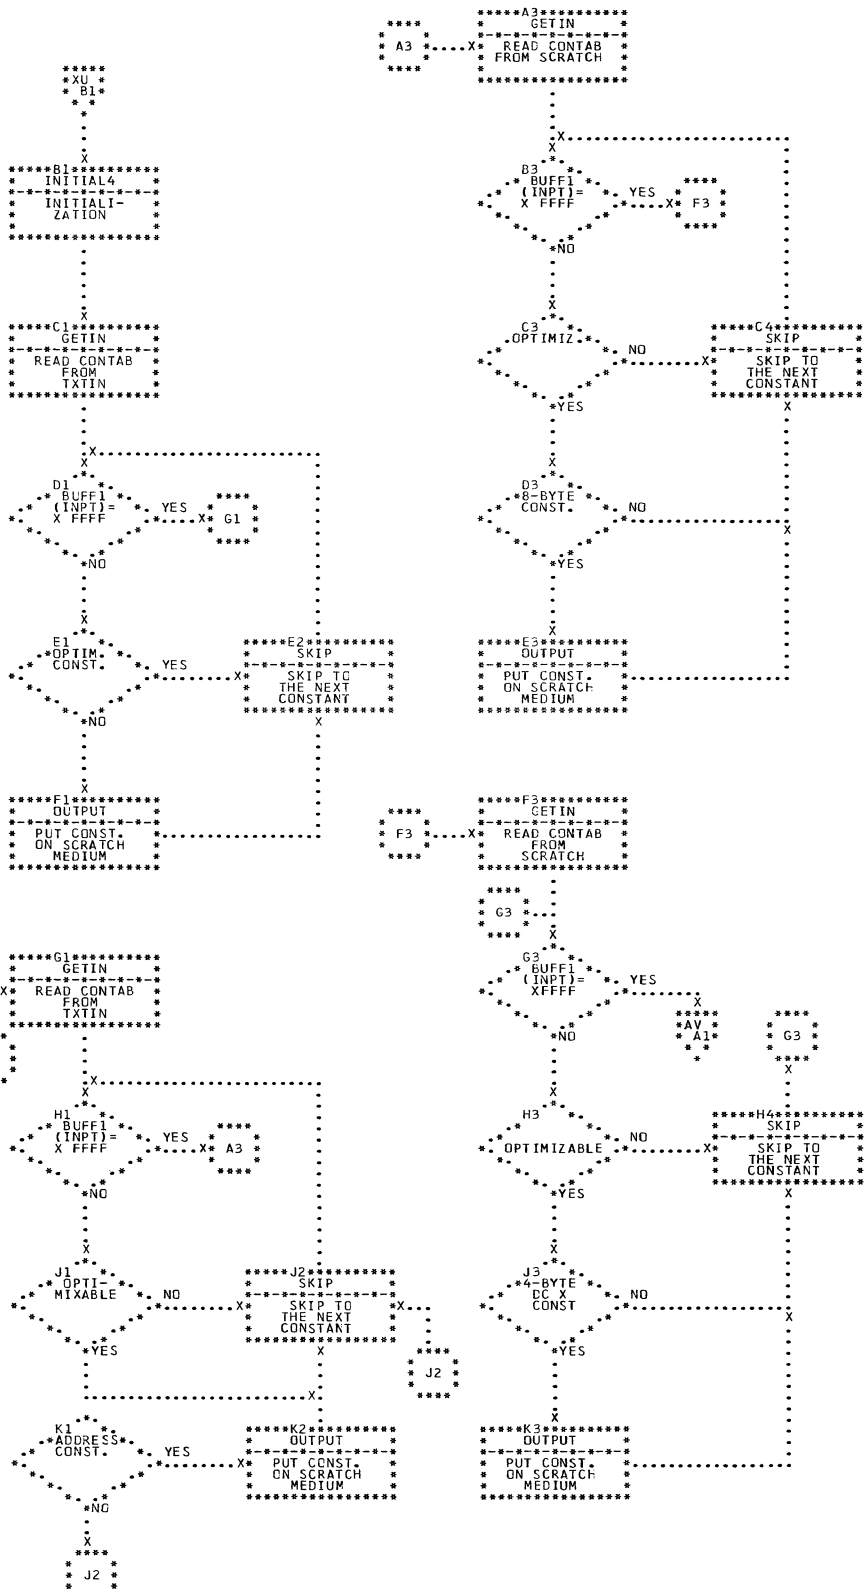 XU
B1
B1
INITIAL4
INITIALI-
ZATION
C1
GETIN
READ CONTAB
FROM
TXTIN
D1
BUFF1
(INPT)=
X FFFF
YES
G1
NO
E1
OPTIM.
CONST.
YES
NO
E2
SKIP
SKIP TO
THE NEXT
CONSTANT
F1
OUTPUT
PUT CONST.
ON SCRATCH
MEDIUM
G1
GETIN
READ CONTAB
FROM
TXTIN
H1
BUFF1
(INPT)=
X FFFF
YES
A3
NO
J1
OPTI-
MIXABLE
NO
YES
J2
SKIP
SKIP TO
THE NEXT
CONSTANT
J2
K1
ADDRESS
CONST.
YES
NO
K2
OUTPUT
PUT CONST.
ON SCRATCH
MEDIUM
J2
A3
A3
GETIN
READ CONTAB
FROM SCRATCH
B3
BUFF1
(INPT)=
X FFFF
YES
F3
NO
C3
OPTIMIZ.
NO
YES
C4
SKIP
SKIP TO
THE NEXT
CONSTANT
D3
8-BYTE
CONST.
NO
YES
E3
OUTPUT
PUT CONST.
ON SCRATCH
MEDIUM
F3
F3
GETIN
READ CONTAB
FROM
SCRATCH
G3
G3
BUFF1
(INPT)=
XFFFF
YES
AV
A1
NO
G3
H3
OPTIMIZABLE
NO
YES
H4
SKIP
SKIP TO
THE NEXT
CONSTANT
J3
4-BYTE
DC X
CONST
NO
YES
K3
OUTPUT
PUT CONST.
ON SCRATCH
MEDIUM